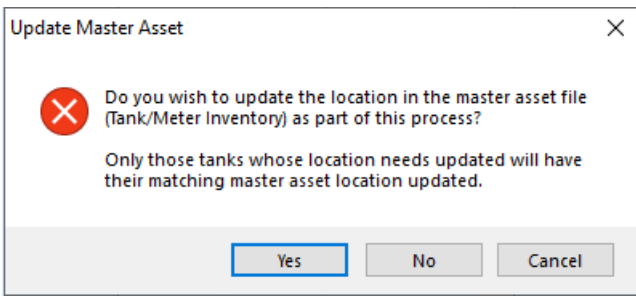 Update Master Asset
Do you wish to update the location in the master asset file
(Tank/Meter Inventory) as part of this process?
Only those tanks whose location needs updated will have
their matching master asset location updated.
Yes
No
Cancel